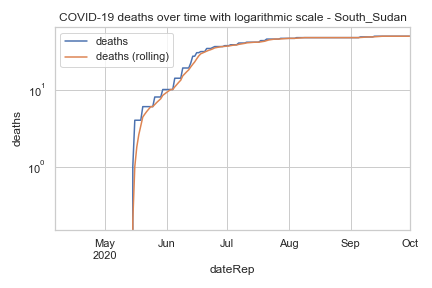 COVID-19 deaths over time with logarithmic scale - South_Sudan
deaths
deaths (rolling)
10¹
10⁰
deaths
May
2020
Jun
Jul
Aug
Sep
Oct
dateRep